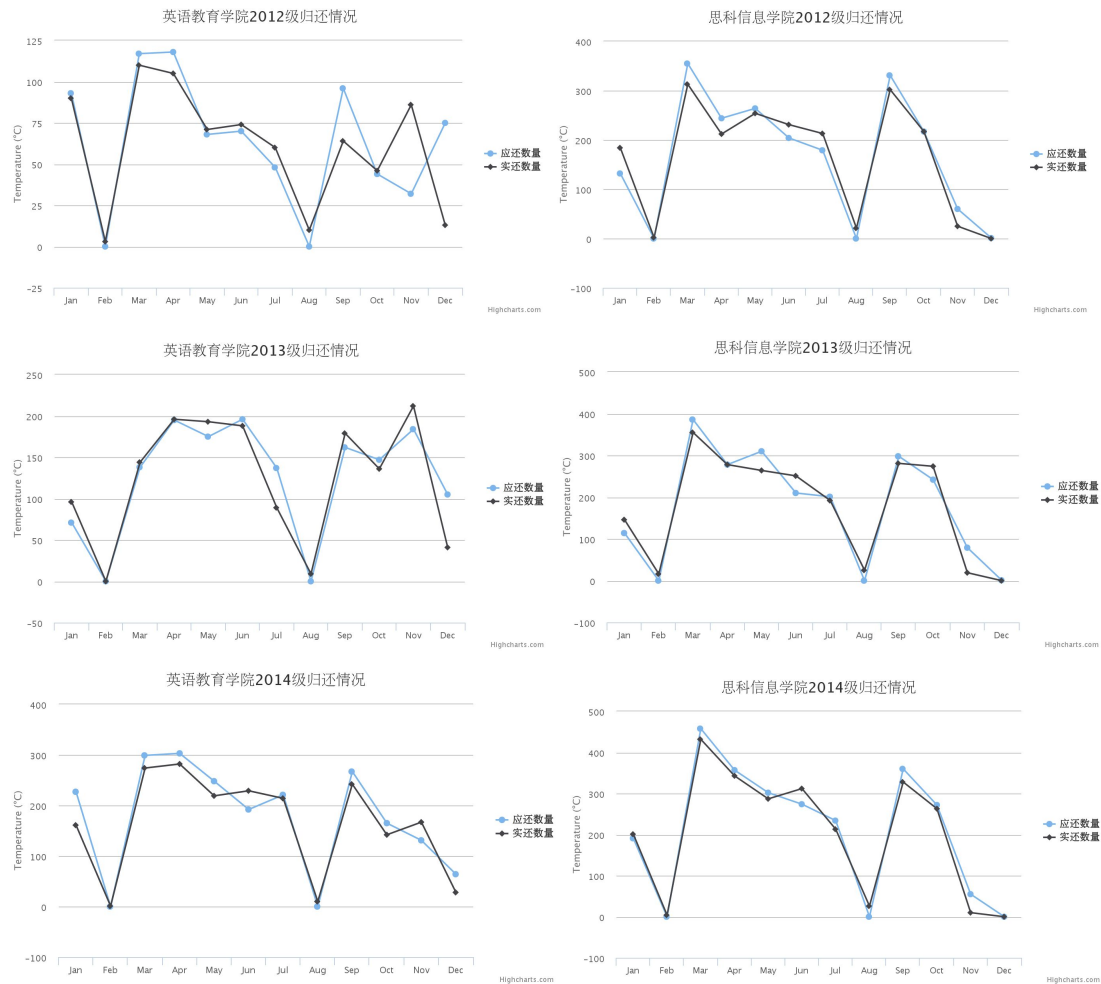 英语教育学院2012级归还情况
125
100
75
50
25
0
−25
Temperature (°C)
Jan Feb Mar Apr May Jun Jul Aug Sep Oct Nov Dec
应还数量
实还数量
Highcharts.com
思科信息学院2012级归还情况
400
300
200
100
0
−100
Temperature (°C)
Jan Feb Mar Apr May Jun Jul Aug Sep Oct Nov Dec
应还数量
实还数量
Highcharts.com
英语教育学院2013级归还情况
250
200
150
100
50
0
−50
Temperature (°C)
Jan Feb Mar Apr May Jun Jul Aug Sep Oct Nov Dec
应还数量
实还数量
Highcharts.com
思科信息学院2013级归还情况
500
400
300
200
100
0
−100
Temperature (°C)
Jan Feb Mar Apr May Jun Jul Aug Sep Oct Nov Dec
应还数量
实还数量
Highcharts.com
英语教育学院2014级归还情况
400
300
200
100
0
−100
Temperature (°C)
Jan Feb Mar Apr May Jun Jul Aug Sep Oct Nov Dec
应还数量
实还数量
Highcharts.com
思科信息学院2014级归还情况
500
400
300
200
100
0
−100
Temperature (°C)
Jan Feb Mar Apr May Jun Jul Aug Sep Oct Nov Dec
应还数量
实还数量
Highcharts.com